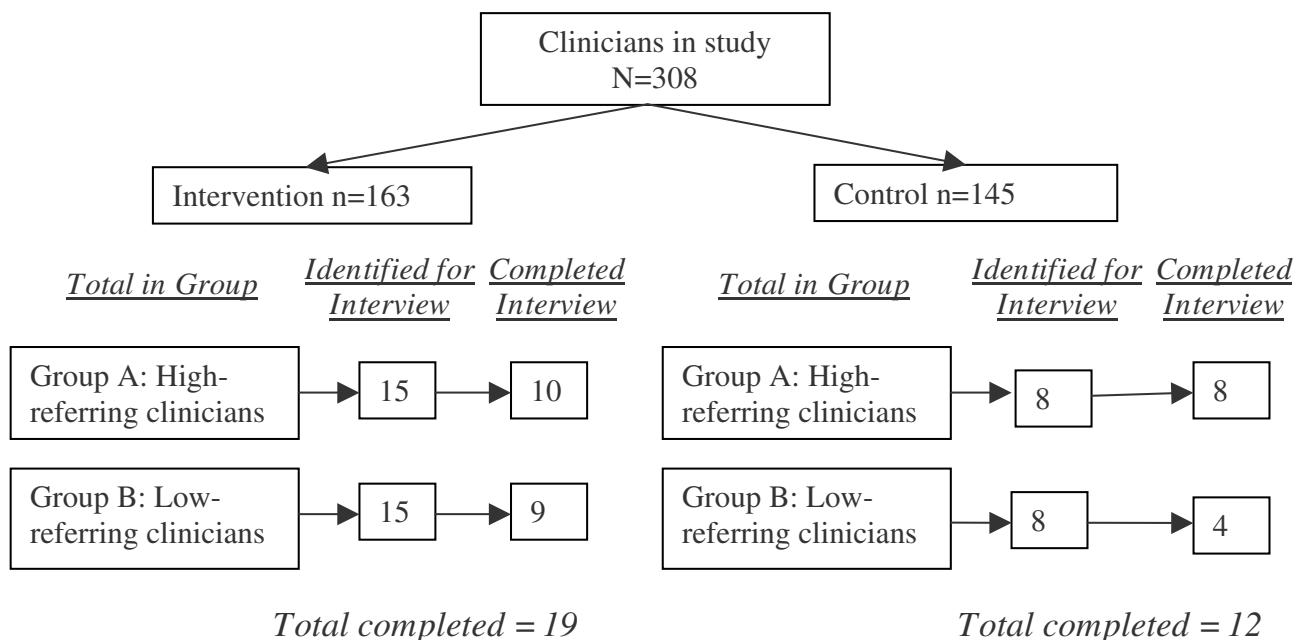 Clinicians in study
N=308
Intervention n=163
Control n=145
Total in Group
Identified for
Interview
Completed
Interview
Group A: High-
referring clinicians
15
10
Group B: Low-
referring clinicians
15
9
Total completed = 19
Total in Group
Identified for
Interview
Completed
Interview
Group A: High-
referring clinicians
8
8
Group B: Low-
referring clinicians
8
4
Total completed = 12